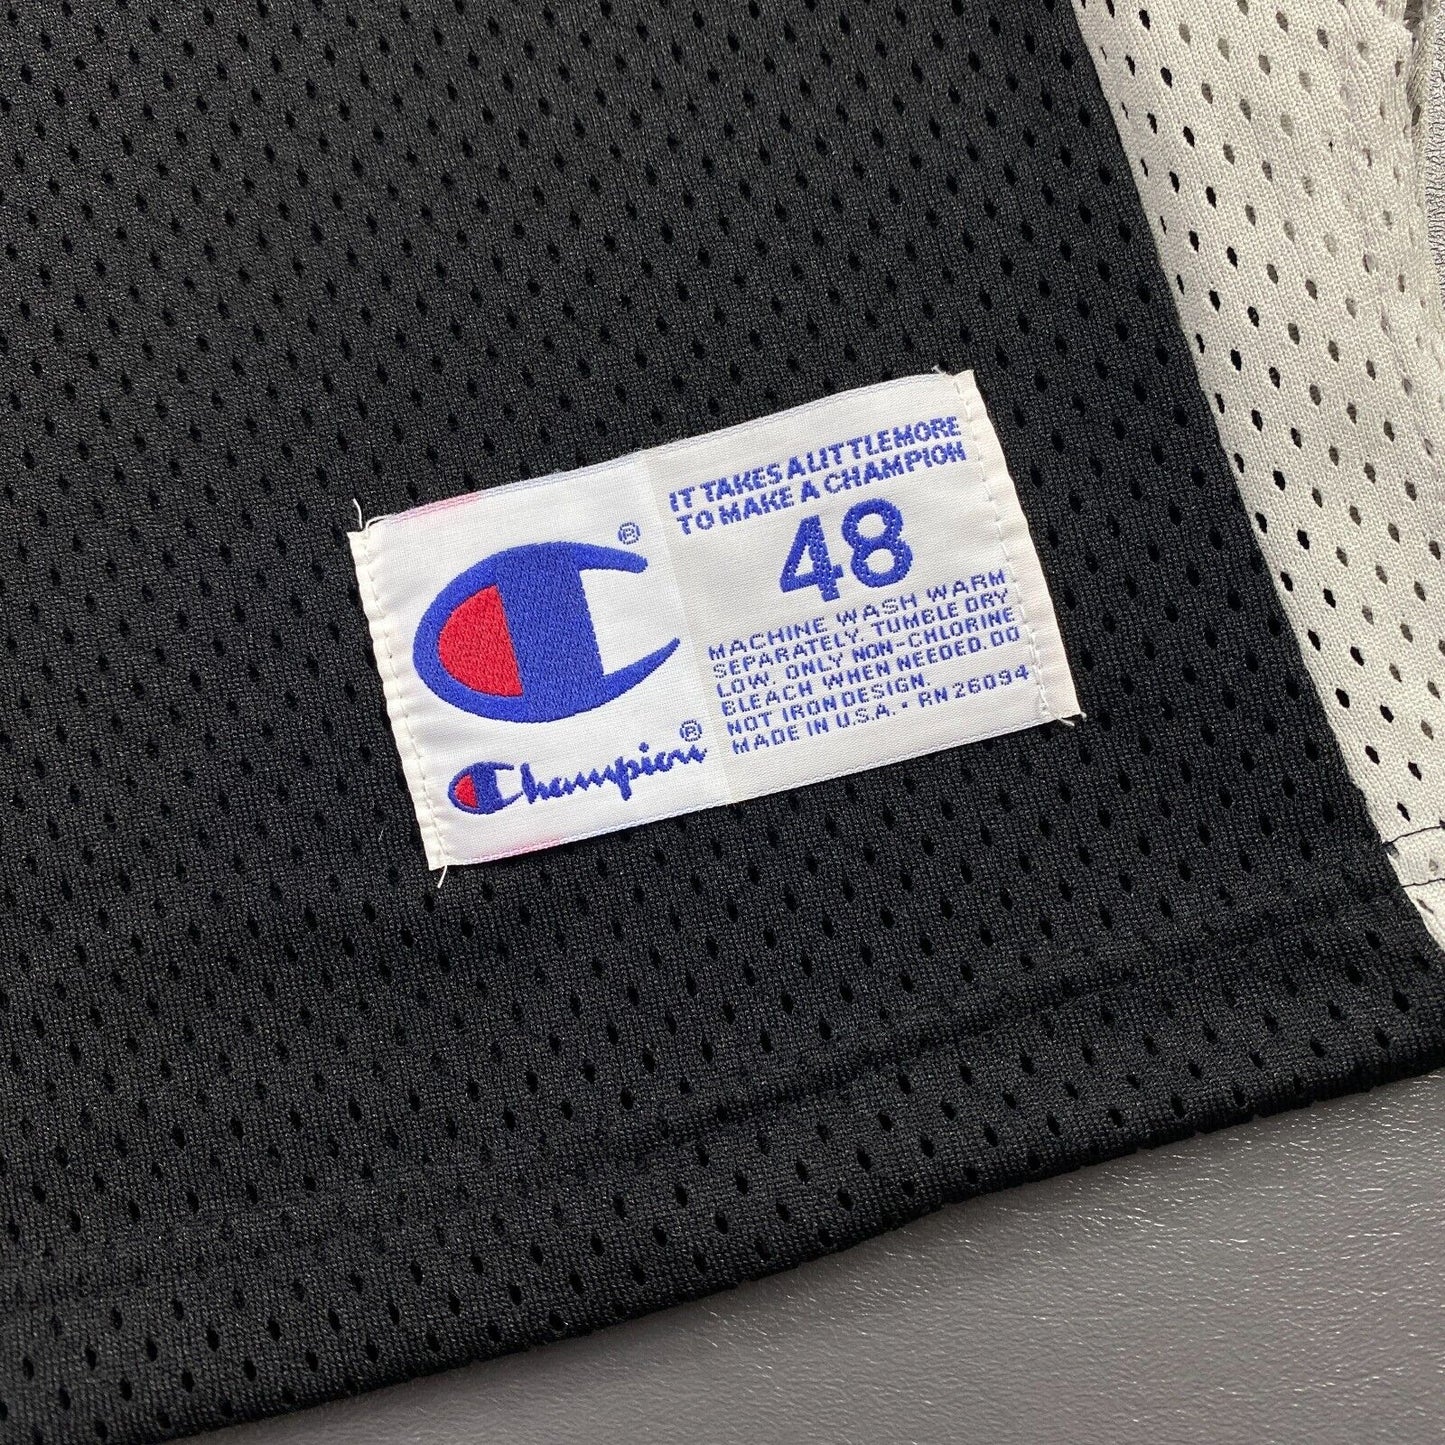 ®
Champion®
IT TAKES A LITTLE MORE
TO MAKE A CHAMPION
48
MACHINE WASH WARM
SEPARATELY-TUMBLE DRY
LOW. ONLY NON-CHLORINE
BLEACH WHEN NEEDED. DO
NOT IRON DESIGN.
MADE IN U.S.A. • RN 26094